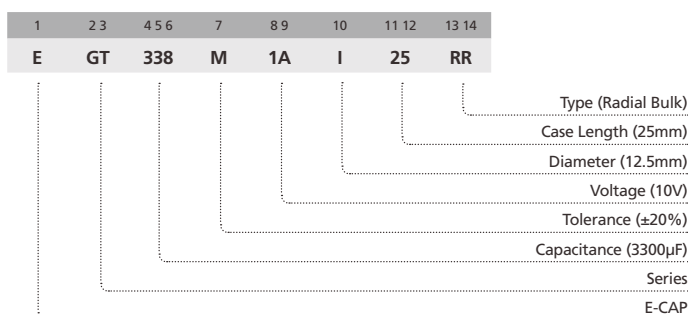 1 2 3 4 5 6 7 8 9 10 11 12 13 14
E GT 338 M 1A I 25 RR
Type (Radial Bulk)
Case Length (25mm)
Diameter (12.5mm)
Voltage (10V)
Tolerance (±20%)
Capacitance (3300µF)
Series
E-CAP